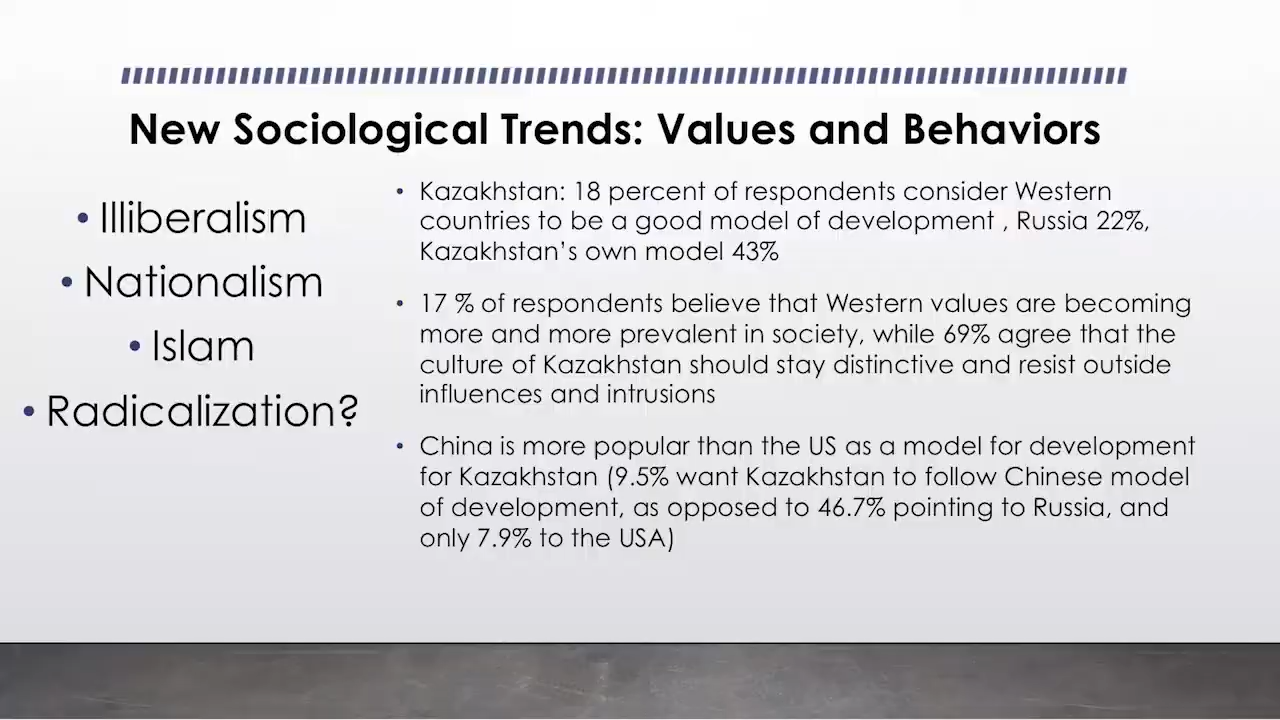 New Sociological Trends: Values and Behaviors
• Illiberalism
• Nationalism
• Islam
• Radicalization?
• Kazakhstan: 18 percent of respondents consider Western
countries to be a good model of development , Russia 22%,
Kazakhstan’s own model 43%
• 17 % of respondents believe that Western values are becoming
more and more prevalent in society, while 69% agree that the
culture of Kazakhstan should stay distinctive and resist outside
influences and intrusions
• China is more popular than the US as a model for development
for Kazakhstan (9.5% want Kazakhstan to follow Chinese model
of development, as opposed to 46.7% pointing to Russia, and
only 7.9% to the USA)